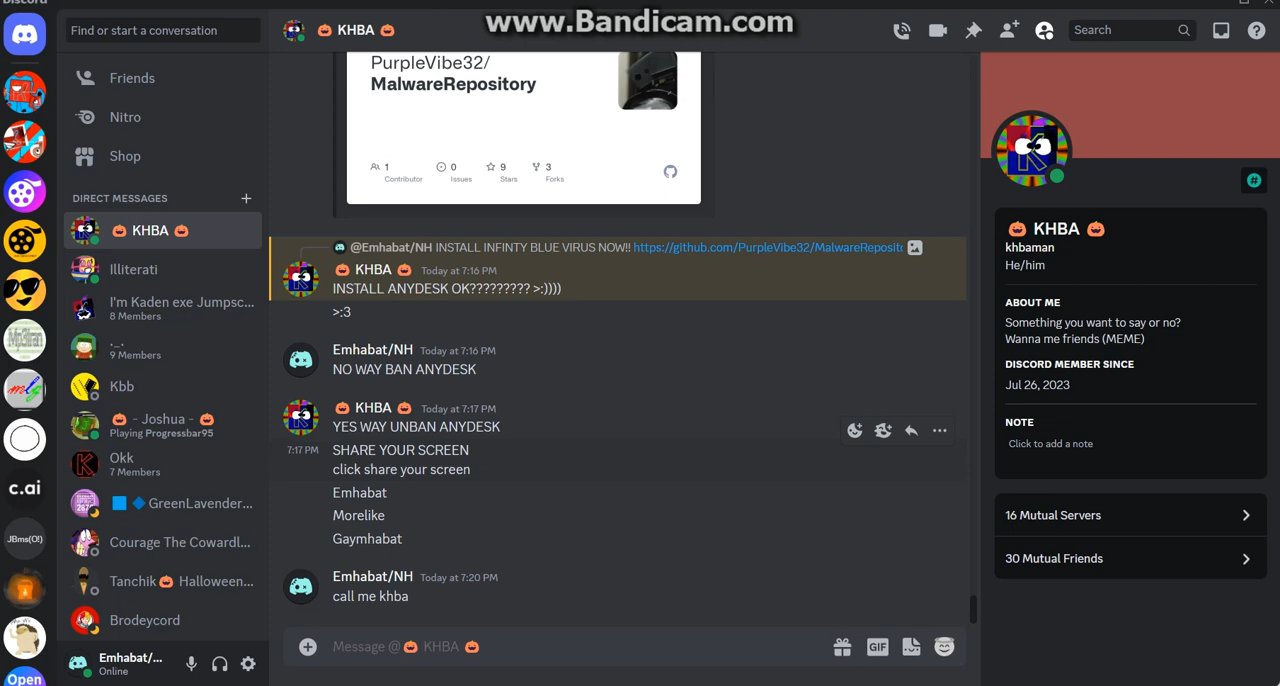 Discord
www.Bandicam.com
Find or start a conversation
KHBA
Search
Friends
Nitro
Shop
DIRECT MESSAGES
KHBA
Illiterati
I'm Kaden exe Jumpsc...
8 Members
._.
9 Members
Kbb
- Joshua -
Playing Progressbar95
Okk
7 Members
GreenLavender...
Courage The Cowardl...
Tanchik🎃 Halloween...
Brodeycord
Emhabat/...
Online
c.ai
JBms(O!)
Open
PurpleVibe32/
MalwareRepository
1
Contributor
0
Issues
9
Stars
3
Forks
@Emhabat/NH INSTALL INFINTY BLUE VIRUS NOW!! https://github.com/PurpleVibe32/MalwareReposito
KHBA Today at 7:16 PM
INSTALL ANYDESK OK????????? >:))))
>:3
Emhabat/NH Today at 7:16 PM
NO WAY BAN ANYDESK
KHBA Today at 7:17 PM
YES WAY UNBAN ANYDESK
7:17 PM SHARE YOUR SCREEN
click share your screen
Emhabat
Morelike
Gaymhabat
Emhabat/NH Today at 7:20 PM
call me khba
Message @🎃 KHBA 🎃
GIF
KHBA
khbaman
He/him
ABOUT ME
Something you want to say or no?
Wanna me friends (MEME)
DISCORD MEMBER SINCE
Jul 26, 2023
NOTE
Click to add a note
16 Mutual Servers
30 Mutual Friends